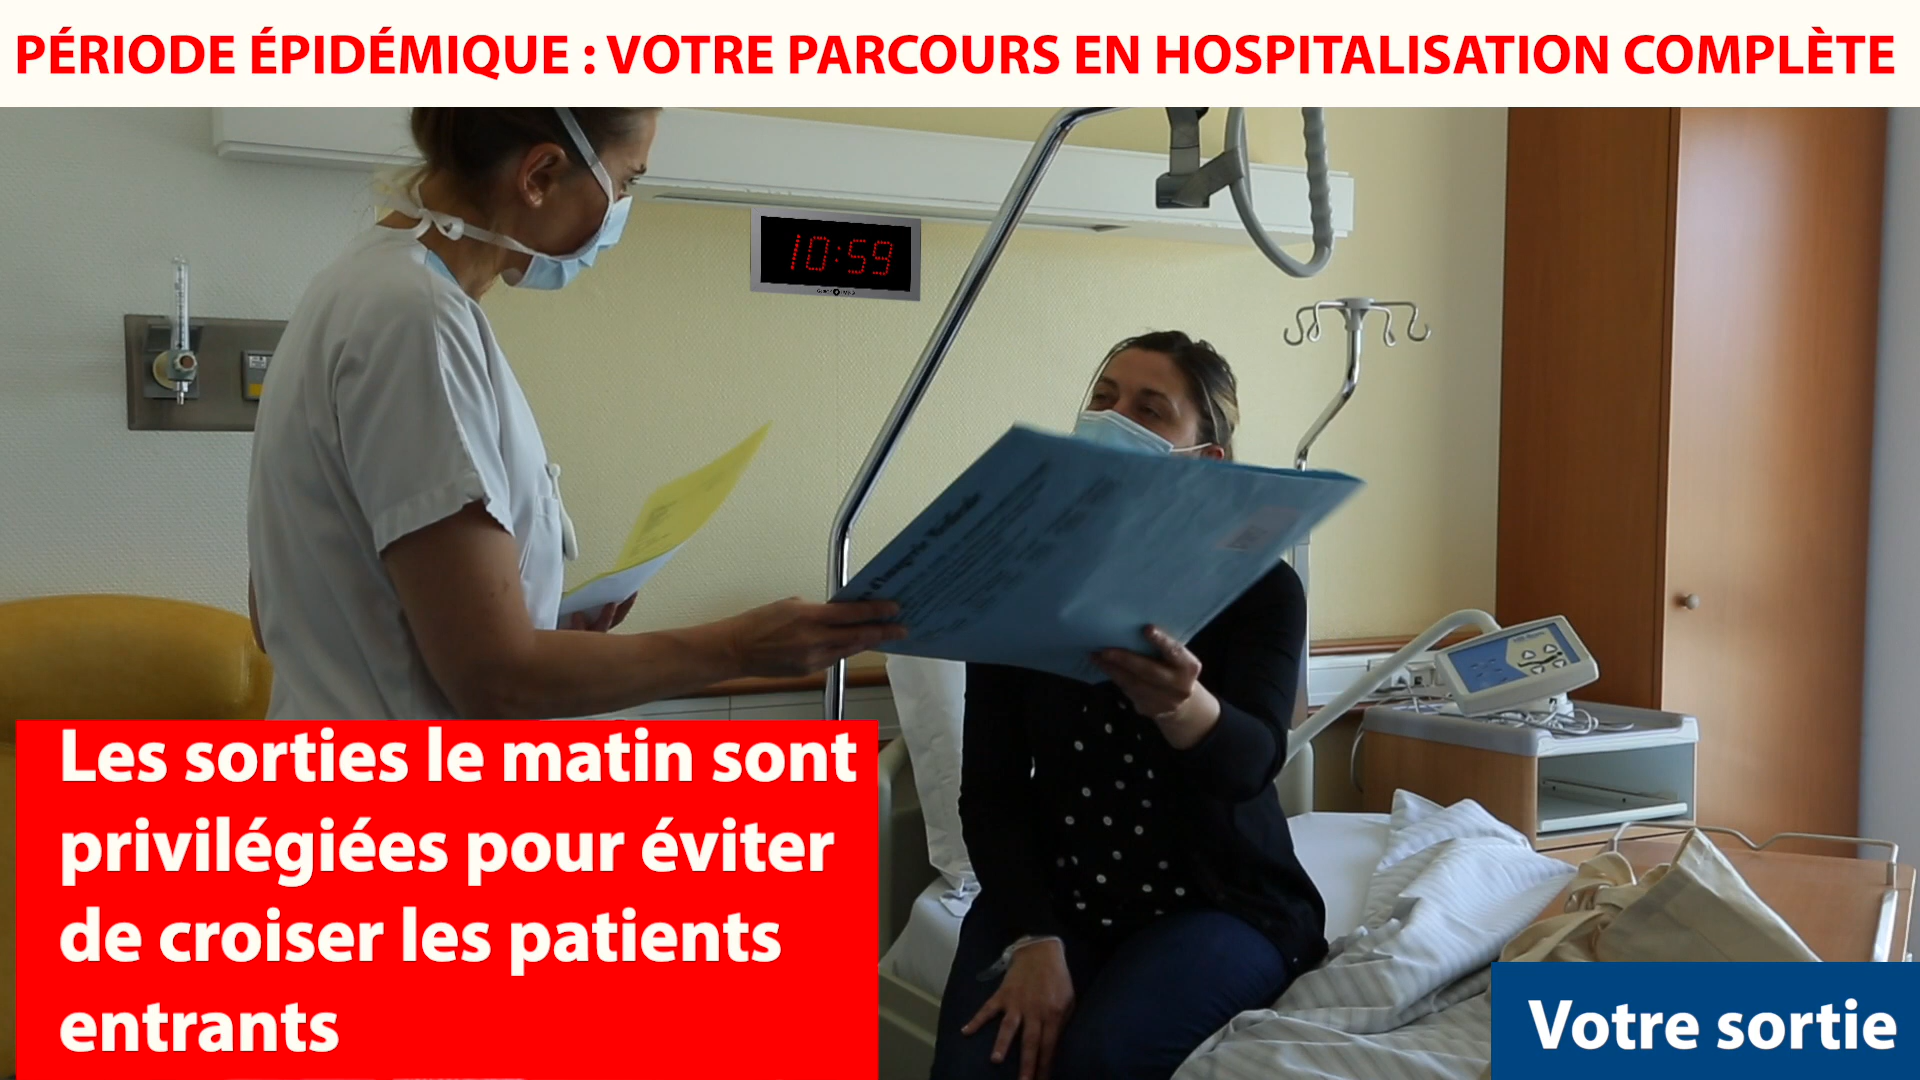 PÉRIODE ÉPIDÉMIQUE : VOTRE PARCOURS EN HOSPITALISATION COMPLÈTE
10:59
Les sorties le matin sont
privilégiées pour éviter
de croiser les patients
entrants
Votre sortie